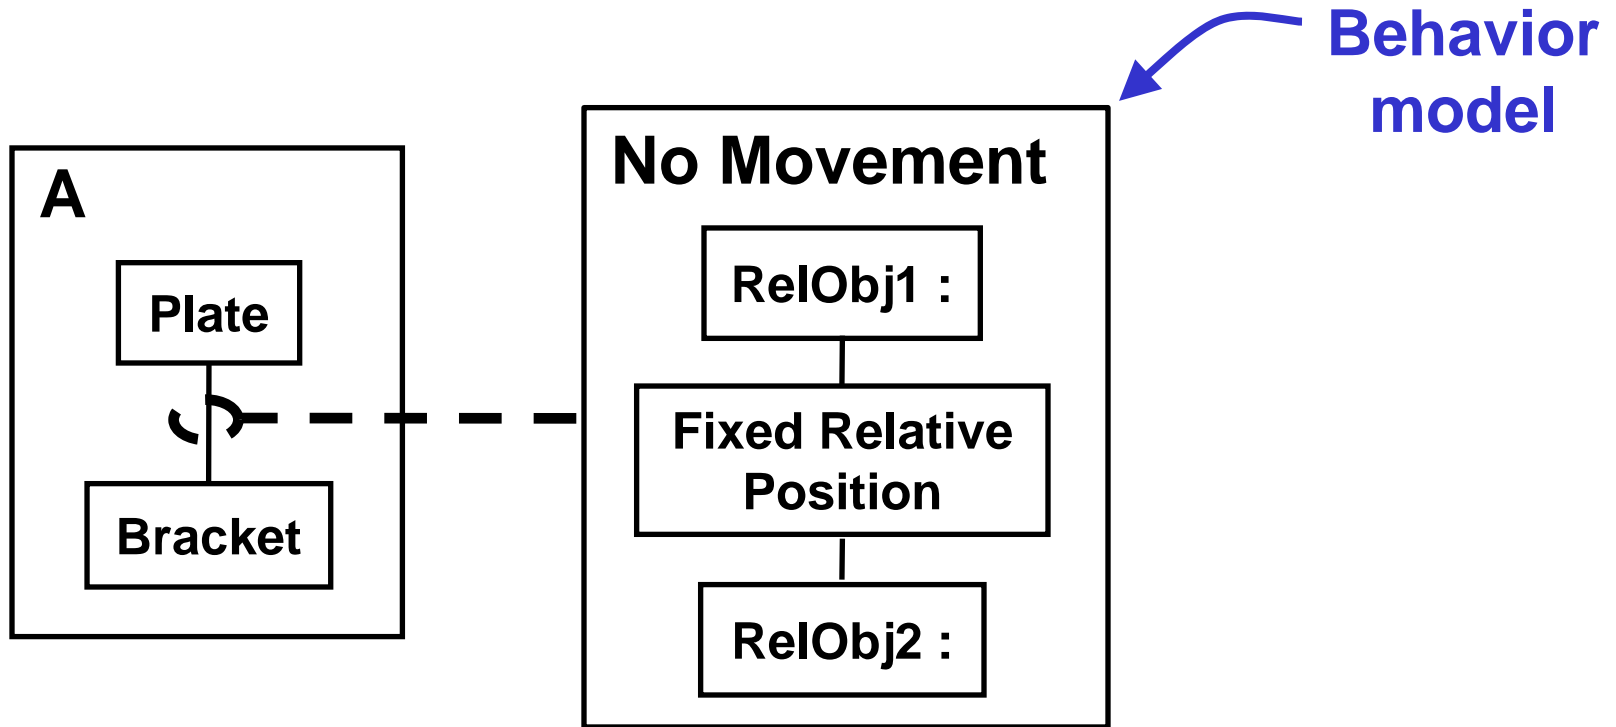 Behavior
model
A
Plate
Bracket
No Movement
RelObj1 :
Fixed Relative
Position
RelObj2 :